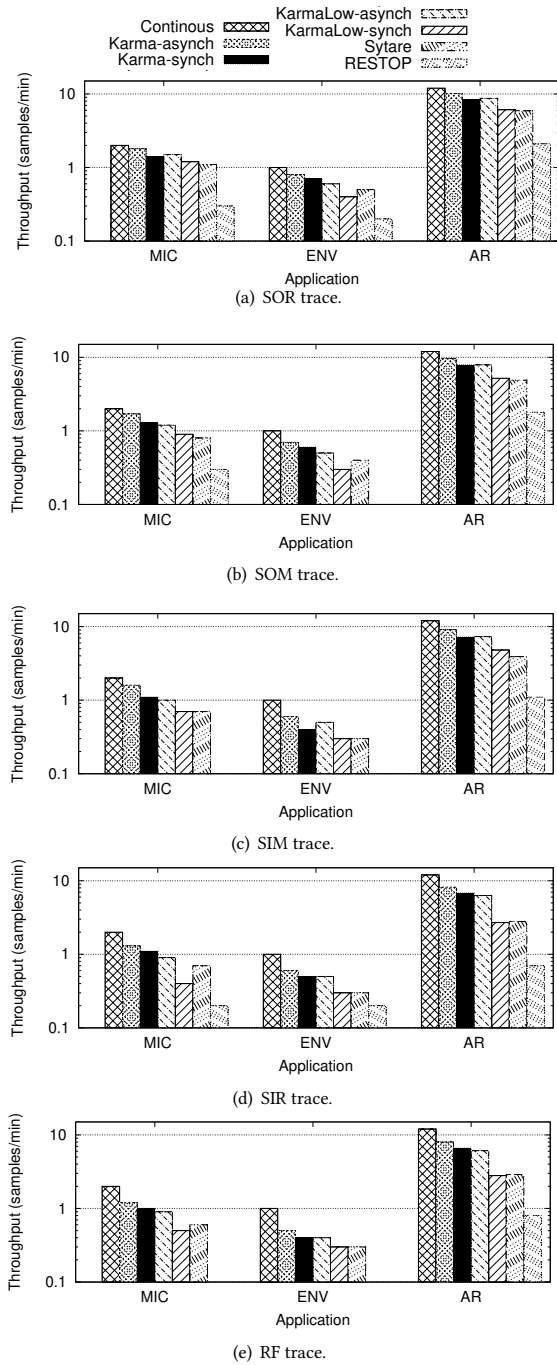 Continous
Karma-asynch
Karma-synch
KarmaLow-asynch
KarmaLow-synch
Sytare
RESTOP
Throughput (samples/min)
10
1
0.1
MIC ENV AR
Application
(a) SOR trace.
Throughput (samples/min)
10
1
0.1
MIC ENV AR
Application
(b) SOM trace.
Throughput (samples/min)
10
1
0.1
MIC ENV AR
Application
(c) SIM trace.
Throughput (samples/min)
10
1
0.1
MIC ENV AR
Application
(d) SIR trace.
Throughput (samples/min)
10
1
0.1
MIC ENV AR
Application
(e) RF trace.